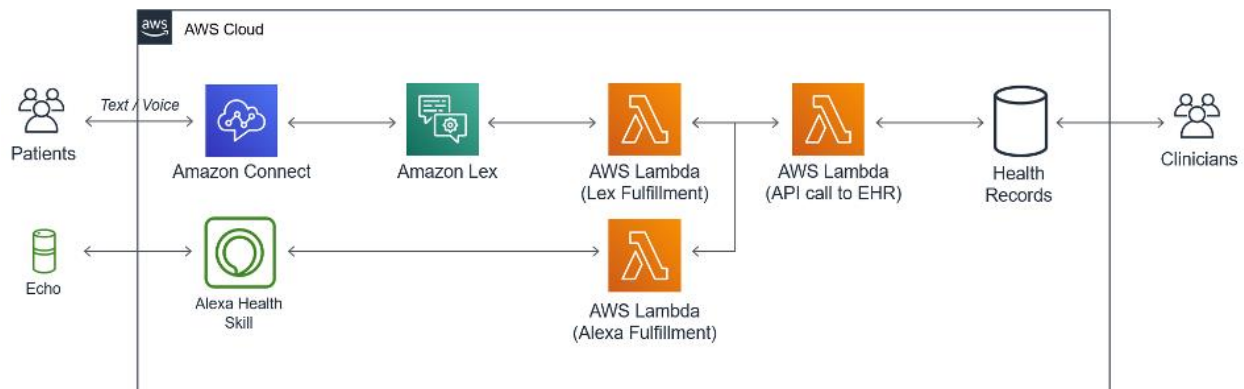 aws
AWS Cloud
Text / Voice
Patients
Amazon Connect
Amazon Lex
AWS Lambda
(Lex Fulfillment)
AWS Lambda
(API call to EHR)
Health
Records
Clinicians
Echo
Alexa Health
Skill
AWS Lambda
(Alexa Fulfillment)